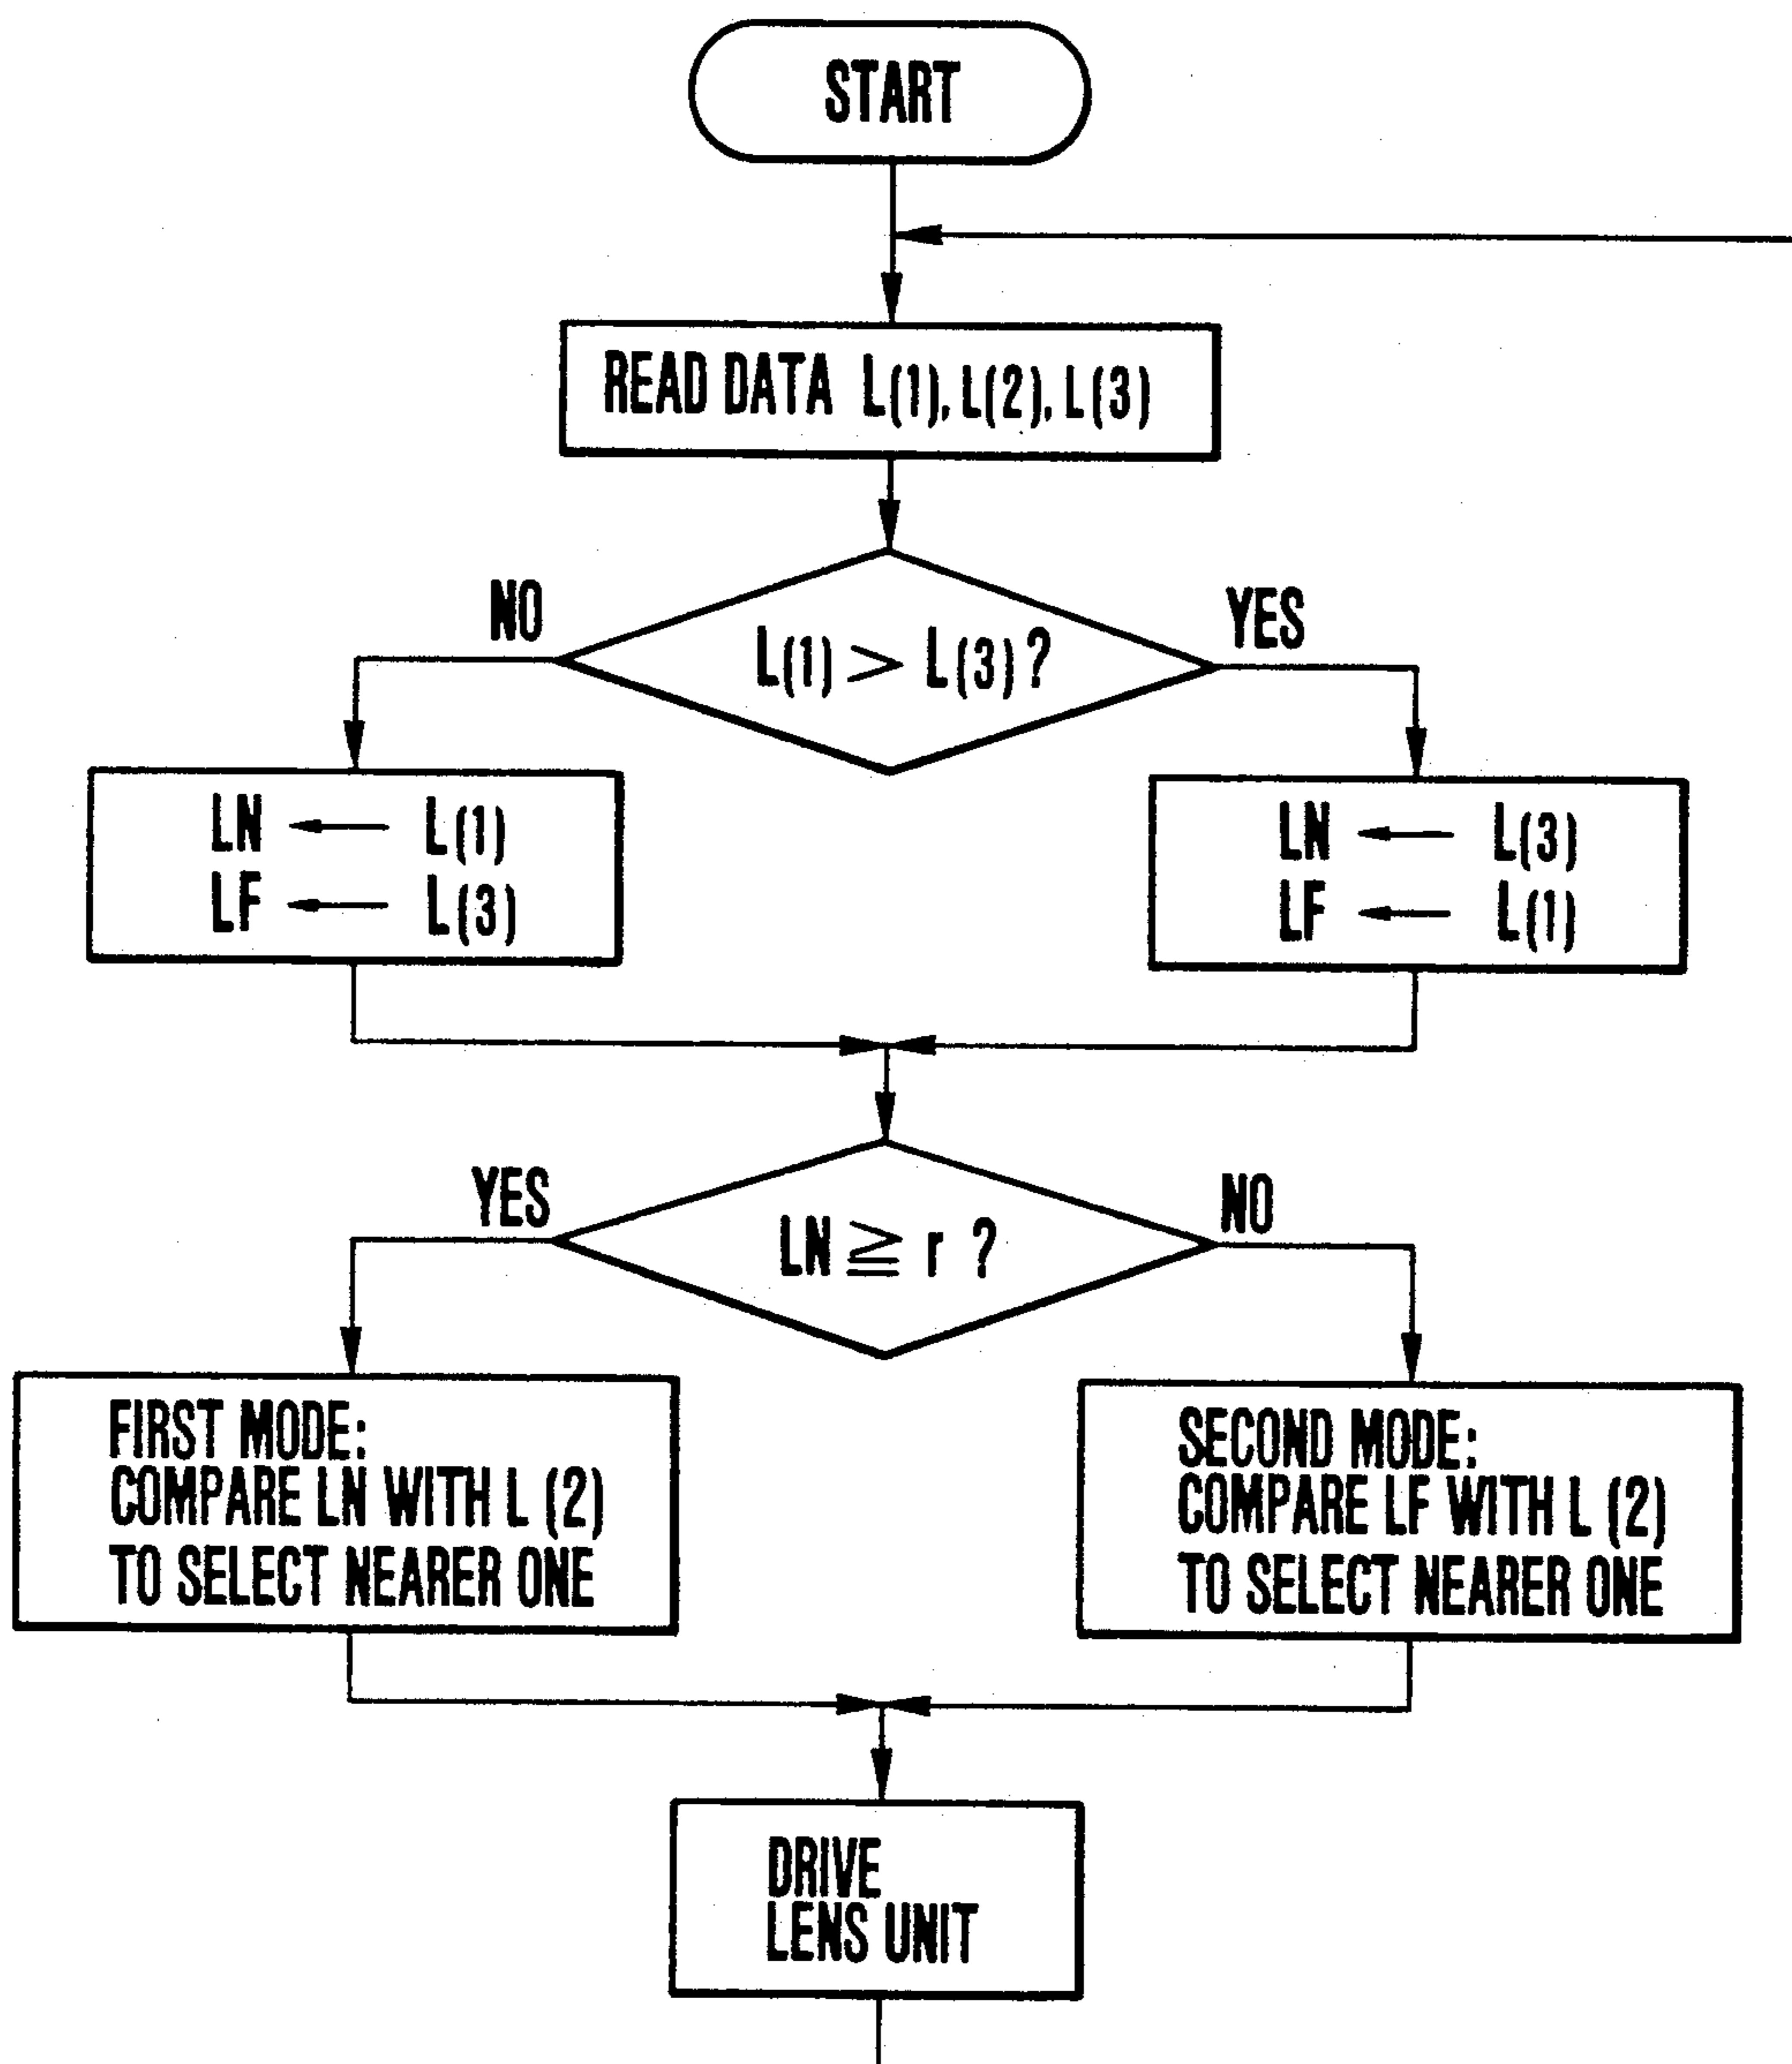 START
READ DATA L(1), L(2), L(3)
NO
YES
L(1) > L(3) ?
LN ← L(1)
LF ← L(3)
LN ← L(3)
LF ← L(1)
YES
NO
LN ≧ r ?
FIRST MODE:
COMPARE LN WITH L (2)
TO SELECT NEARER ONE
SECOND MODE:
COMPARE LF WITH L (2)
TO SELECT NEARER ONE
DRIVE
LENS UNIT